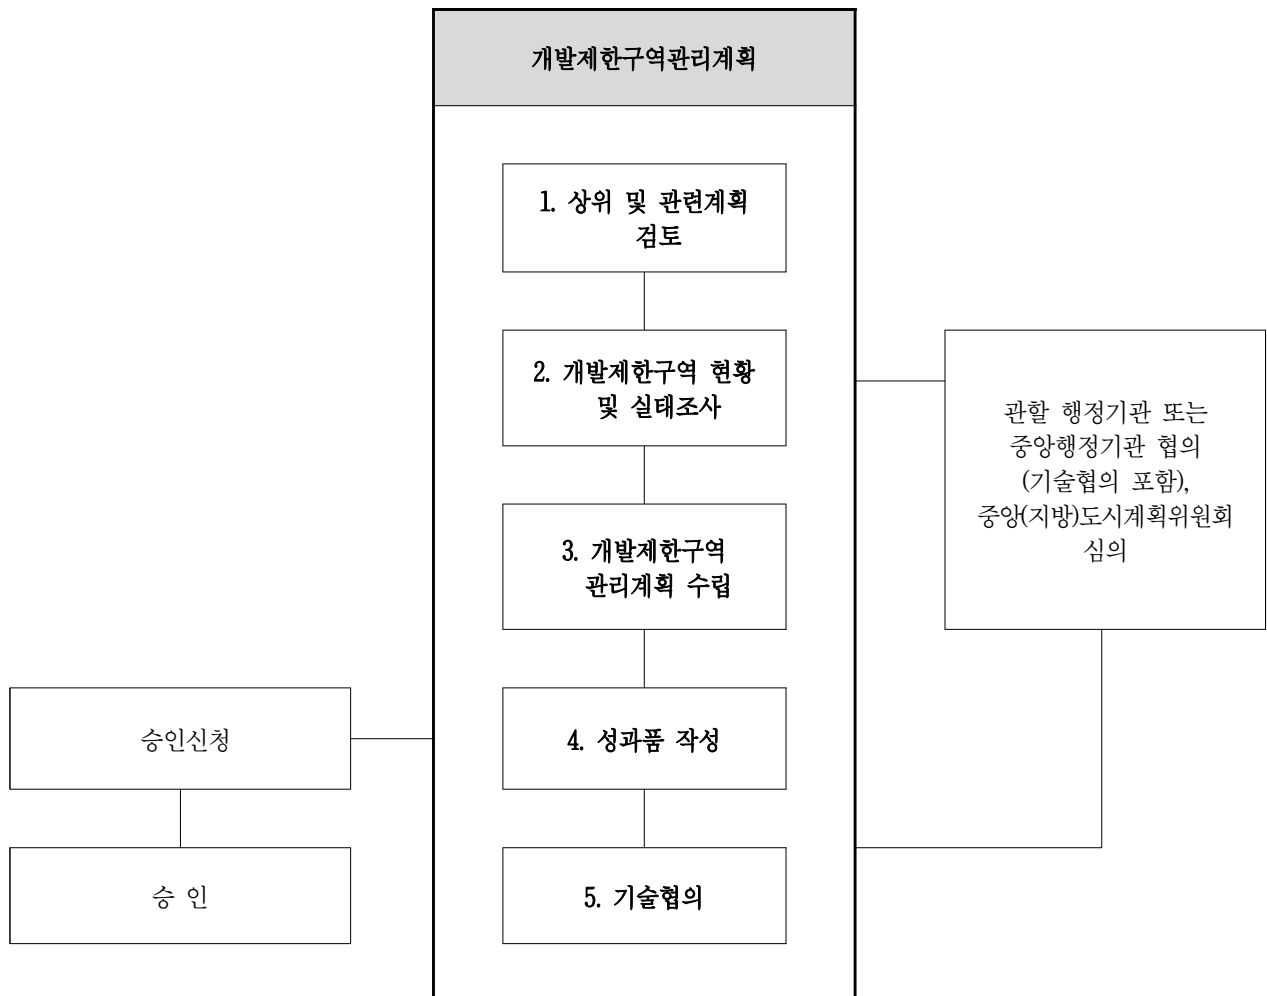 개발제한구역관리계획
1. 상위 및 관련계획
검토
2. 개발제한구역 현황
및 실태조사
3. 개발제한구역
관리계획 수립
4. 성과품 작성
5. 기술협의
관할 행정기관 또는
중앙행정기관 협의
(기술협의 포함),
중앙(지방)도시계획위원회
심의
승인신청
승 인